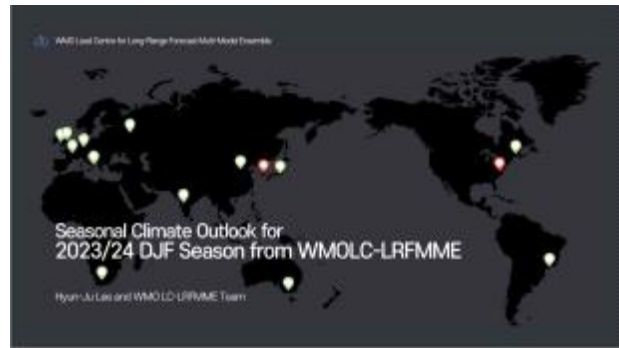 WMO Lead Centre for Long-Range Forecast Multi-Model Ensemble
Seasonal Climate Outlook for
2023/24 DJF Season from WMOLC-LRFMME
Hyun-Ju Lee and WMO LC-LRFMME Team